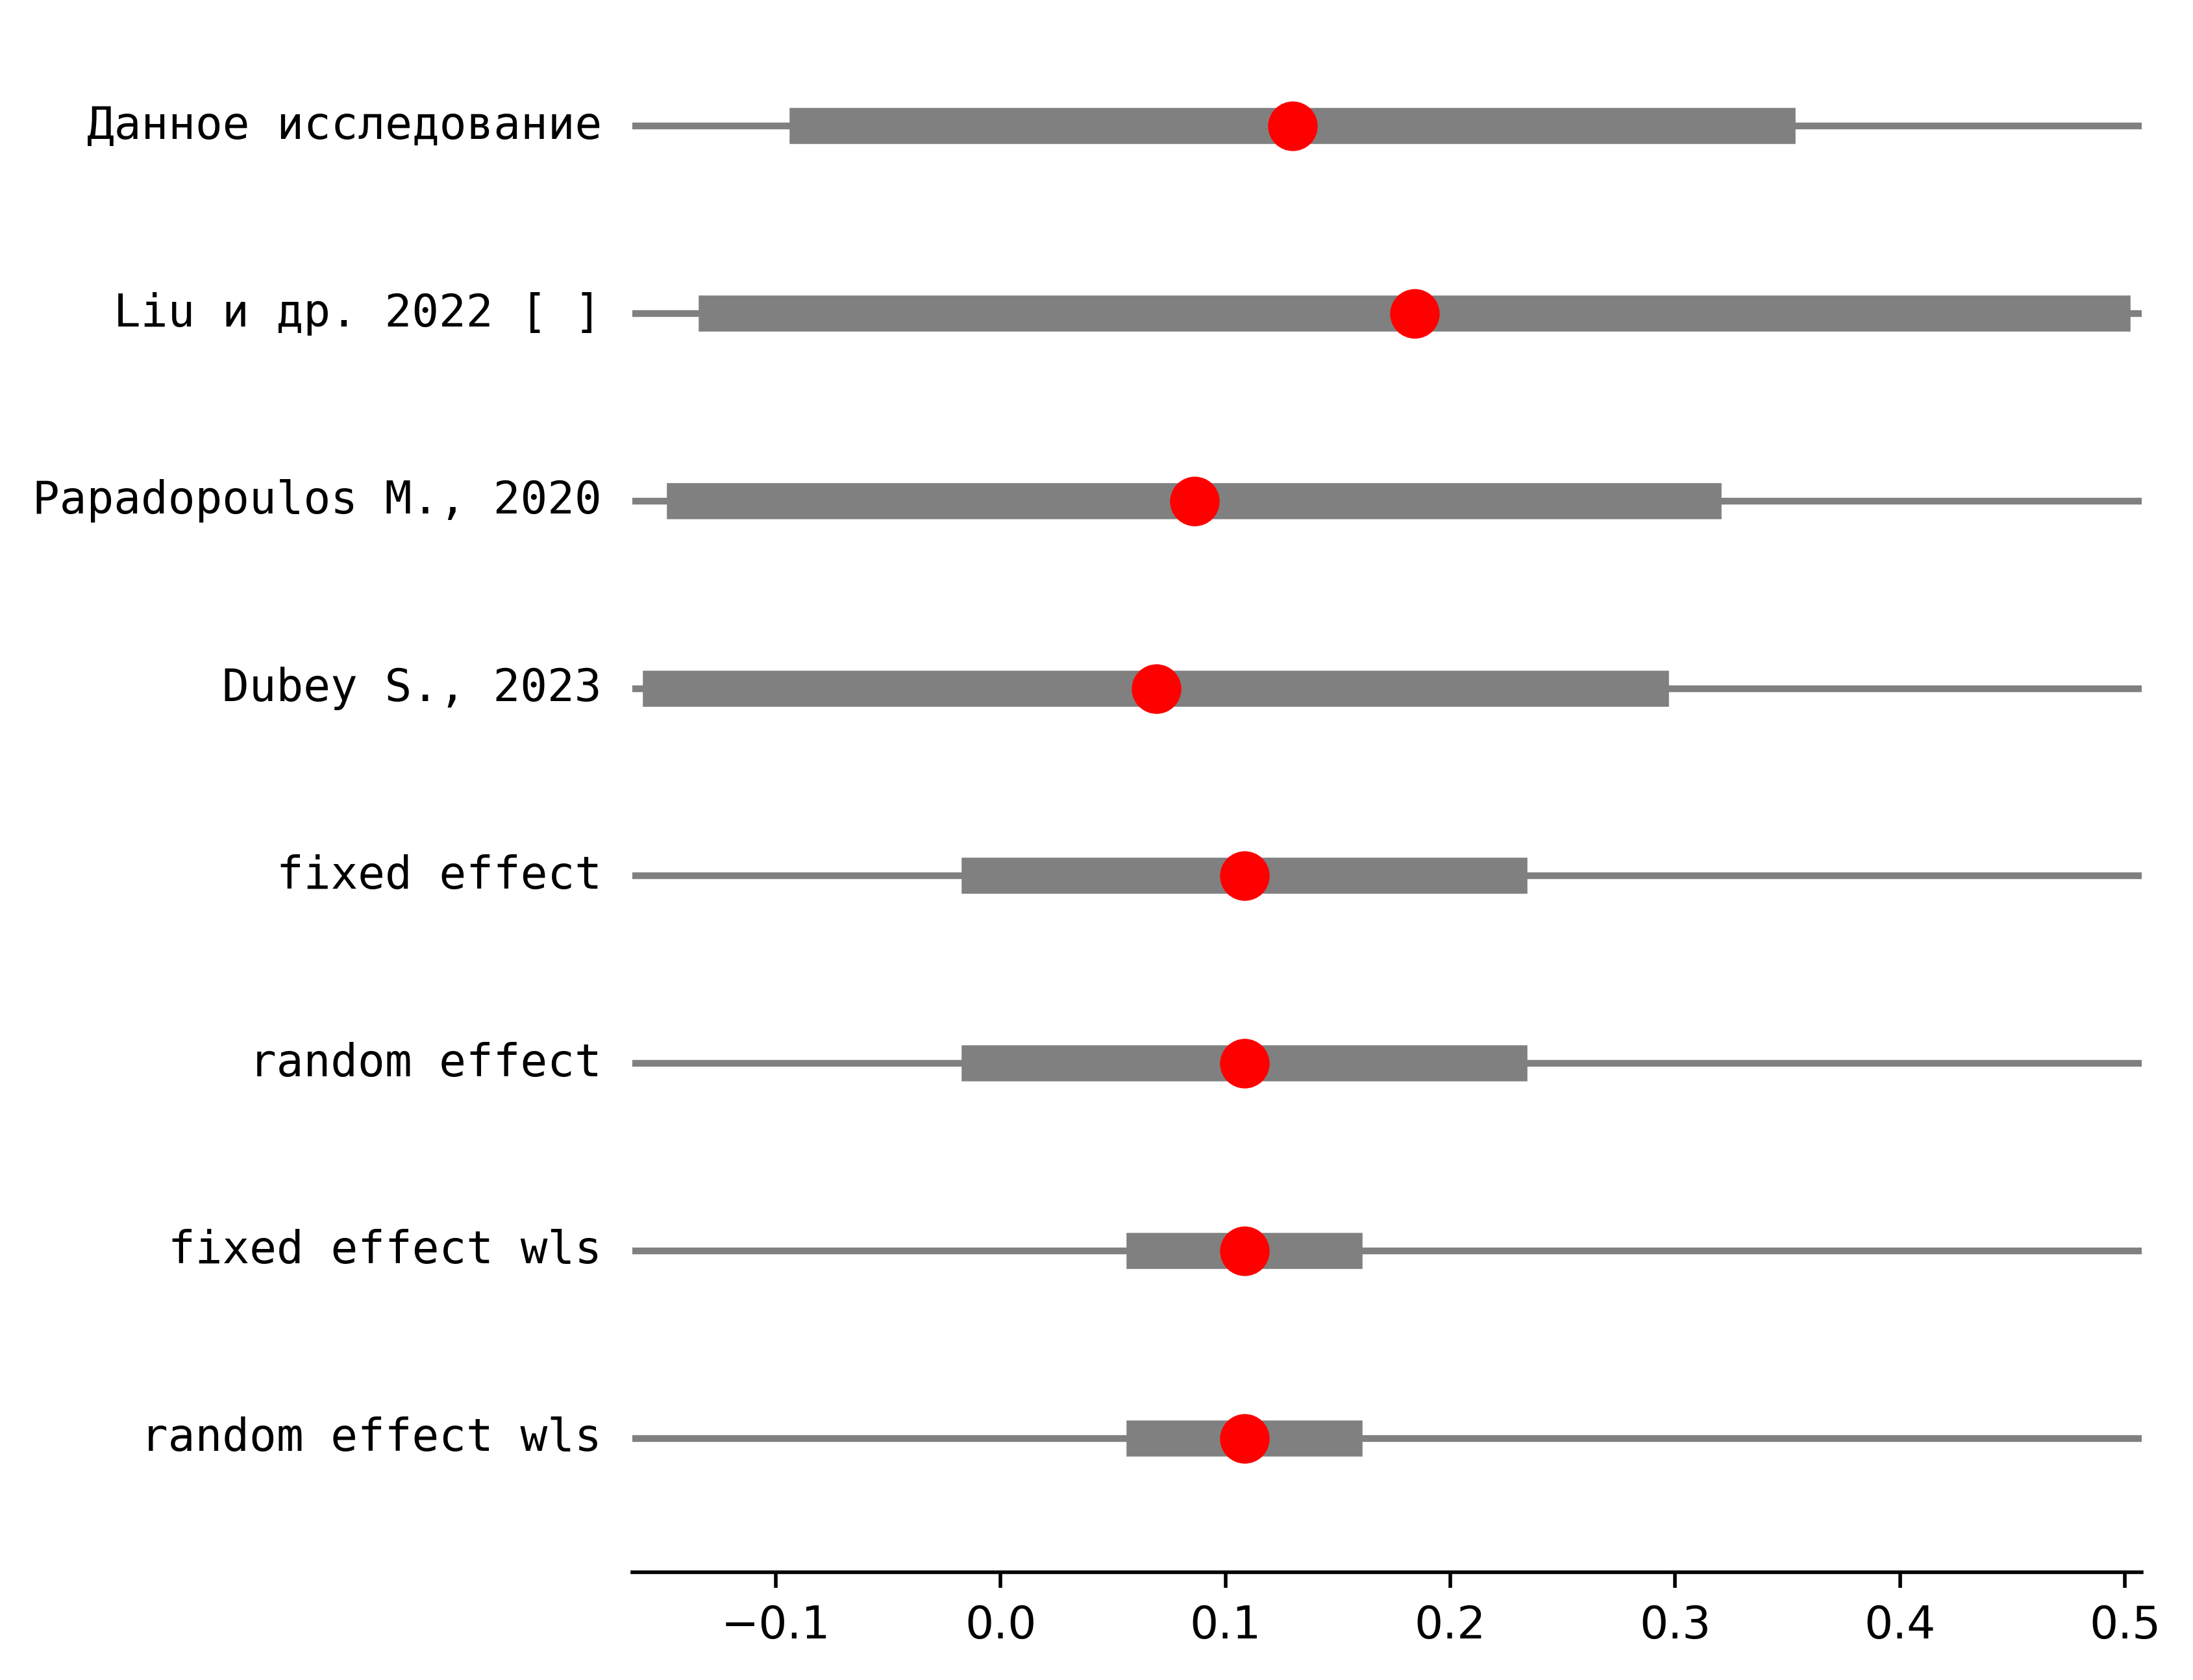 Данное исследование
Liu и др. 2022 [ ]
Papadopoulos M., 2020
Dubey S., 2023
fixed effect
random effect
fixed effect wls
random effect wls
−0.1 0.0 0.1 0.2 0.3 0.4 0.5